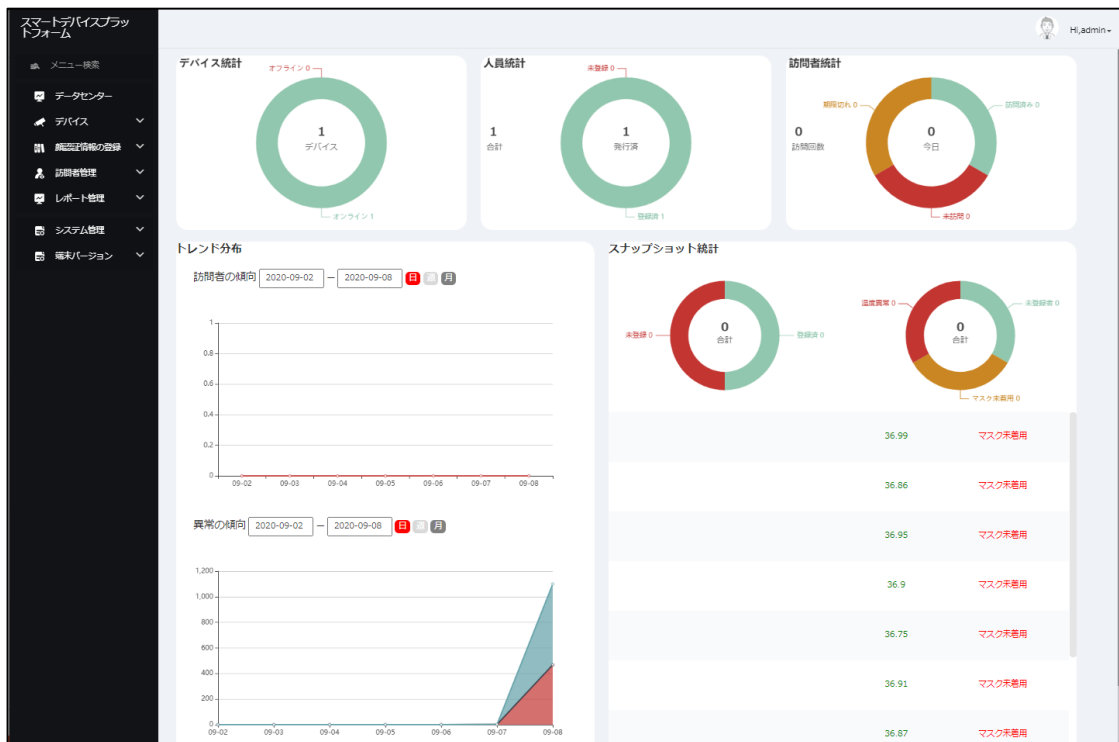 スマートデバイスプラッ
トフォーム
Hi,admin
メニュー検索
データセンター
デバイス
顔認証情報の登録
訪問者管理
レポート管理
システム管理
端末バージョン
デバイス統計
オフライン 0
1
デバイス
オンライン 1
人員統計
未登録 0
1
合計
1
発行済
登録済 1
訪問者統計
期限切れ 0
訪問済み 0
0
訪問回数
0
今日
未訪問 0
トレンド分布
訪問者の傾向 2020-09-02 — 2020-09-08 日 週 月
1
0.8
0.6
0.4
0.2
0
09-02 09-03 09-04 09-05 09-06 09-07 09-08
異常の傾向 2020-09-02 — 2020-09-08 日 週 月
1,200
1,000
800
600
400
200
0
09-02 09-03 09-04 09-05 09-06 09-07 09-08
スナップショット統計
未登録 0
0
合計
登録済 0
温度異常 0
未登録者 0
0
合計
マスク未着用 0
36.99 マスク未着用
36.86 マスク未着用
36.95 マスク未着用
36.9 マスク未着用
36.75 マスク未着用
36.91 マスク未着用
36.87 マスク未着用